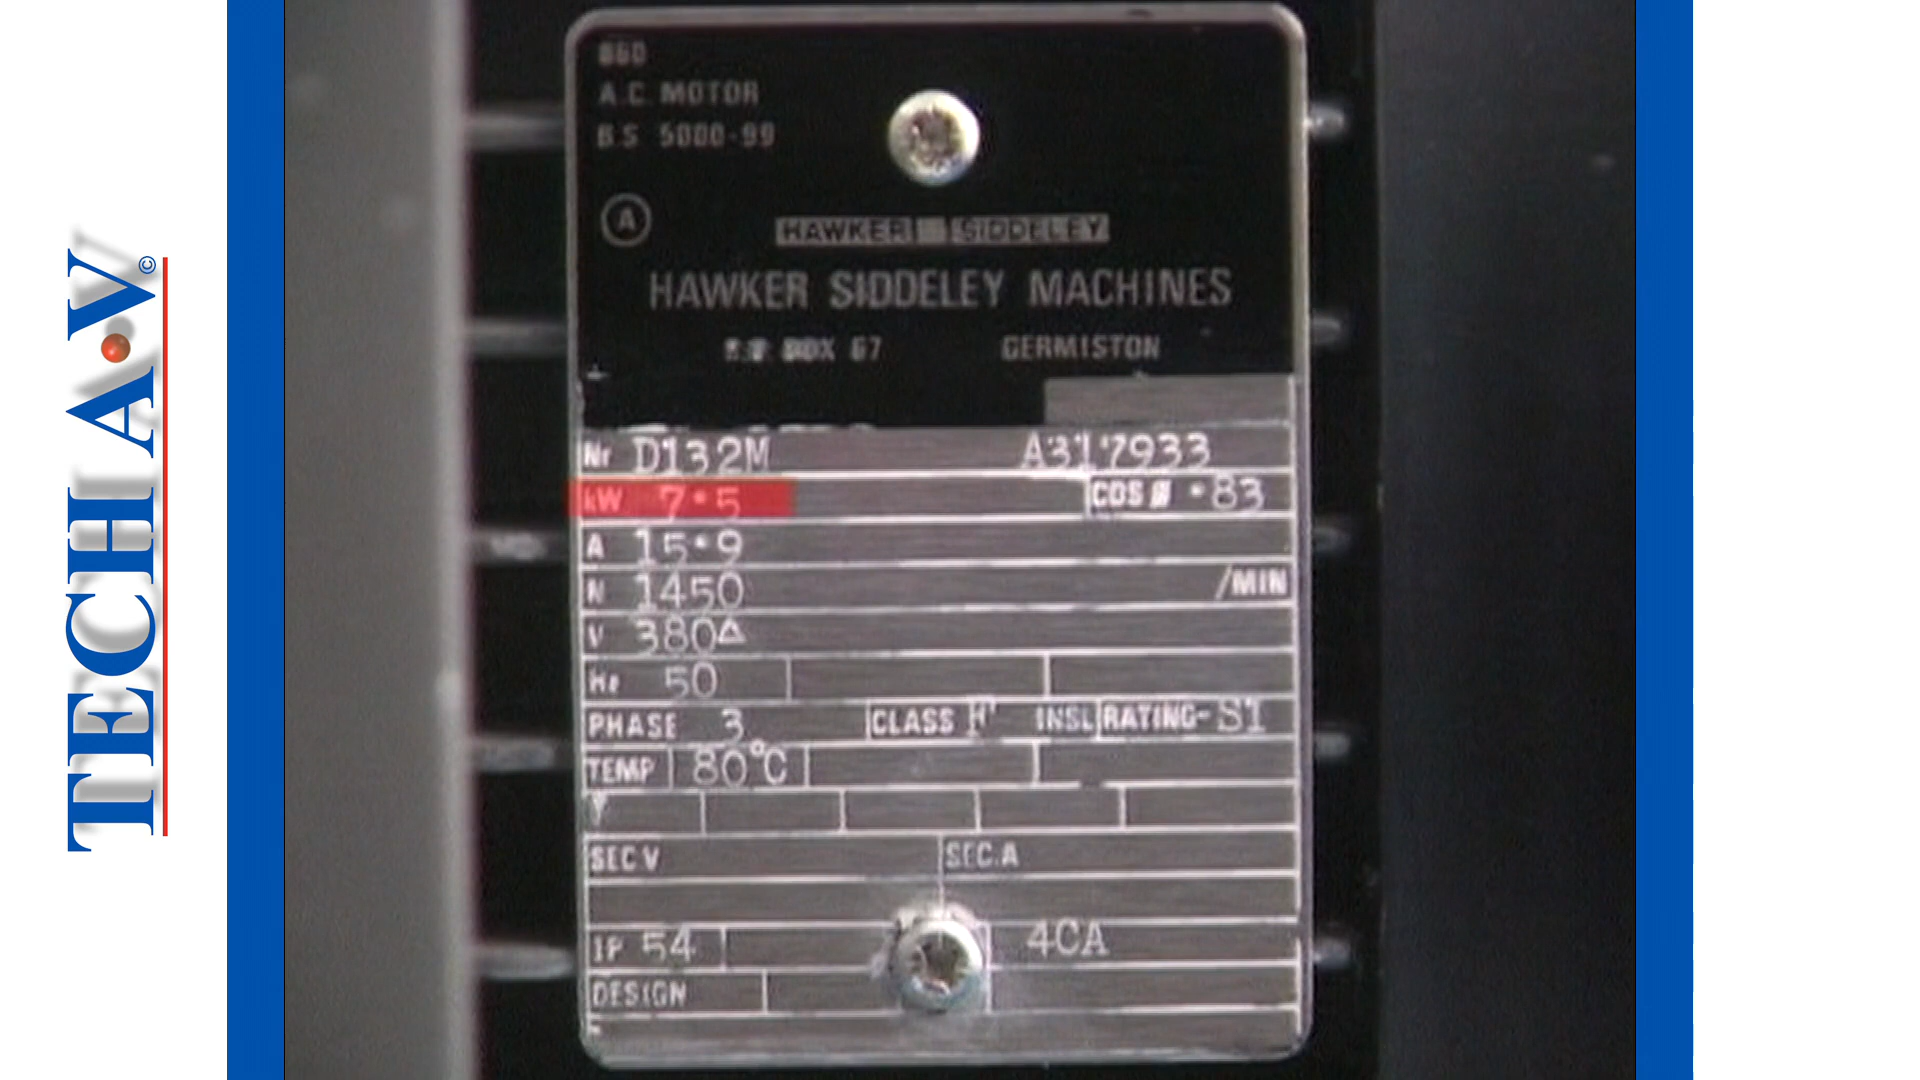 TECH A.V ©
860
A.C. MOTOR
B.S 5000-99
A
HAWKER SIDDELEY
HAWKER SIDDELEY MACHINES
BOX 67 GERMISTON
Nr D132M A317933
kW 7.5 COS ø .83
A 15.9
N 1450 /MIN
V 380Δ
Hz 50
PHASE 3 CLASS F INSL RATING-S1
TEMP 80°C
SEC V SEC.A
IP 54 4CA
DESIGN